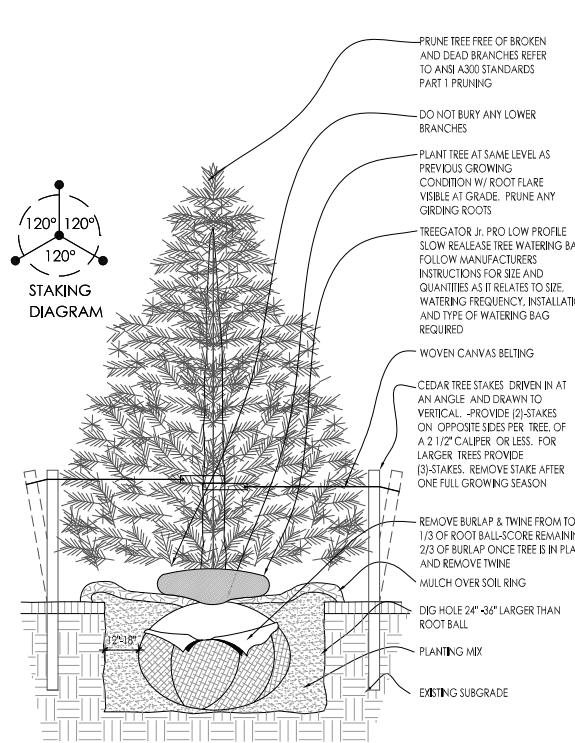 PRUNE TREE FREE OF BROKEN
AND DEAD BRANCHES REFER
TO ANSI A300 STANDARDS
PART 1 PRUNING
DO NOT BURY ANY LOWER
BRANCHES
PLANT TREE AT SAME LEVEL AS
PREVIOUS GROWING
CONDITION W/ ROOT FLARE
VISIBLE AT GRADE. PRUNE ANY
GIRDING ROOTS
TREEGATOR Jr. PRO LOW PROFILE
SLOW REALEASE TREE WATERING BA
FOLLOW MANUFACTURERS
INSTRUCTIONS FOR SIZE AND
QUANTITIES AS IT RELATES TO SIZE,
WATERING FREQUENCY, INSTALLATIO
AND TYPE OF WATERING BAG
REQUIRED
WOVEN CANVAS BELTING
CEDAR TREE STAKES DRIVEN IN AT
AN ANGLE AND DRAWN TO
VERTICAL. -PROVIDE (2)-STAKES
ON OPPOSITE SIDES PER TREE, OF
A 2 1/2" CALIPER OR LESS. FOR
LARGER TREES PROVIDE
(3)-STAKES. REMOVE STAKE AFTER
ONE FULL GROWING SEASON
REMOVE BURLAP & TWINE FROM TO
1/3 OF ROOT BALL-SCORE REMAININ
2/3 OF BURLAP ONCE TREE IS IN PLA
AND REMOVE TWINE
MULCH OVER SOIL RING
DIG HOLE 24" -36" LARGER THAN
ROOT BALL
PLANTING MIX
EXISTING SUBGRADE
120° 120°
120°
STAKING
DIAGRAM
12"-18"